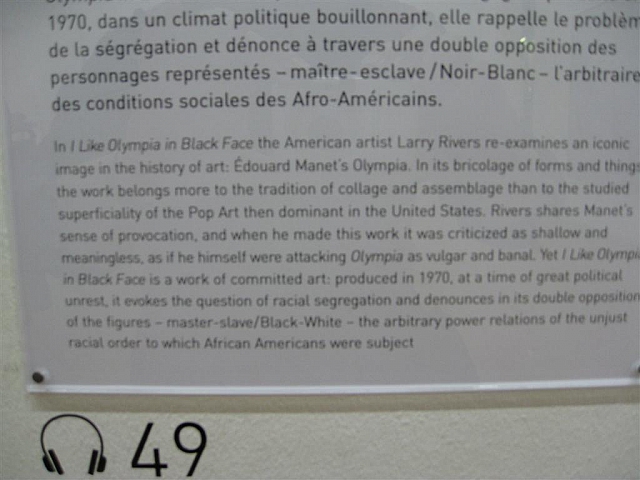 1970, dans un climat politique bouillonnant, elle rappelle le
de la ségrégation et dénonce à travers une double opposition des
personnages représentés – maître-esclave / Noir-Blanc – l'arbitraire
des conditions sociales des Afro-Américains.
In I Like Olympia in Black Face the American artist Larry Rivers re-examines an iconic
image in the history of art: Édouard Manet's Olympia. In its bricolage of forms and things
the work belongs more to the tradition of collage and assemblage than to the studied
superficiality of the Pop Art then dominant in the United States. Rivers shares Manet's
sense of provocation, and when he made this work it was criticized as shallow and
meaningless, as if he himself were attacking Olympia as vulgar and banal. Yet I Like Olympia
in Black Face is a work of committed art: produced in 1970, at a time of great political
unrest, it evokes the question of racial segregation and denounces in its double opposition
of the figures – master-slave/Black-White – the arbitrary power relations of the unjust
racial order to which African Americans were subject
49